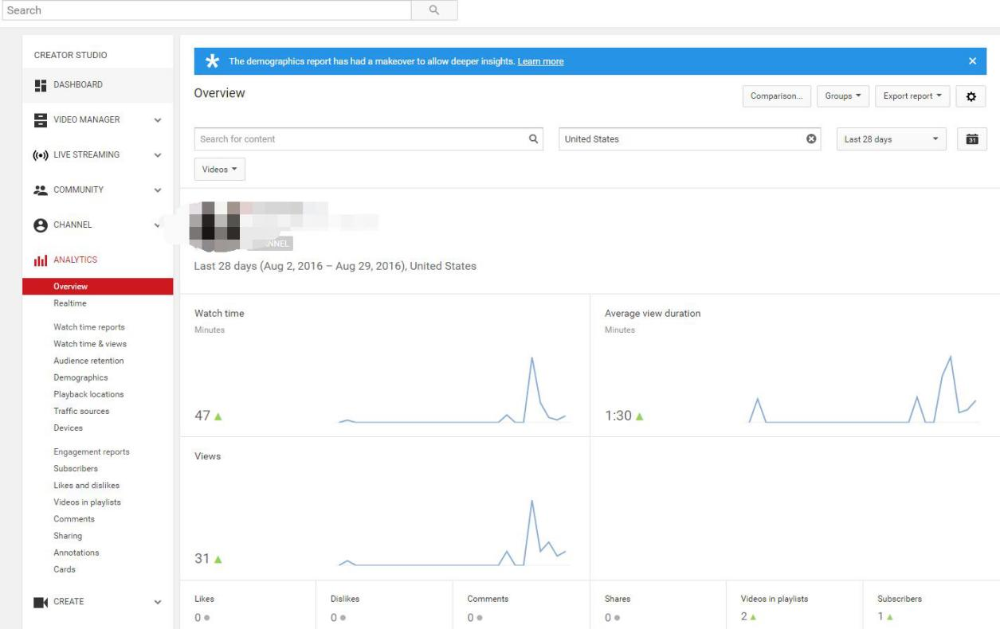 Search
CREATOR STUDIO
DASHBOARD
VIDEO MANAGER
LIVE STREAMING
COMMUNITY
CHANNEL
ANALYTICS
Overview
Realtime
Watch time reports
Watch time & views
Audience retention
Demographics
Playback locations
Traffic sources
Devices
Engagement reports
Subscribers
Likes and dislikes
Videos in playlists
Comments
Sharing
Annotations
Cards
CREATE
The demographics report has had a makeover to allow deeper insights. Learn more
Overview
Comparison... Groups Export report
Search for content United States Last 28 days 31
Videos
NNEL
Last 28 days (Aug 2, 2016 – Aug 29, 2016), United States
Watch time
Minutes
47
Average view duration
Minutes
1:30
Views
31
Likes Dislikes Comments Shares Videos in playlists Subscribers
0 0 0 0 2 1